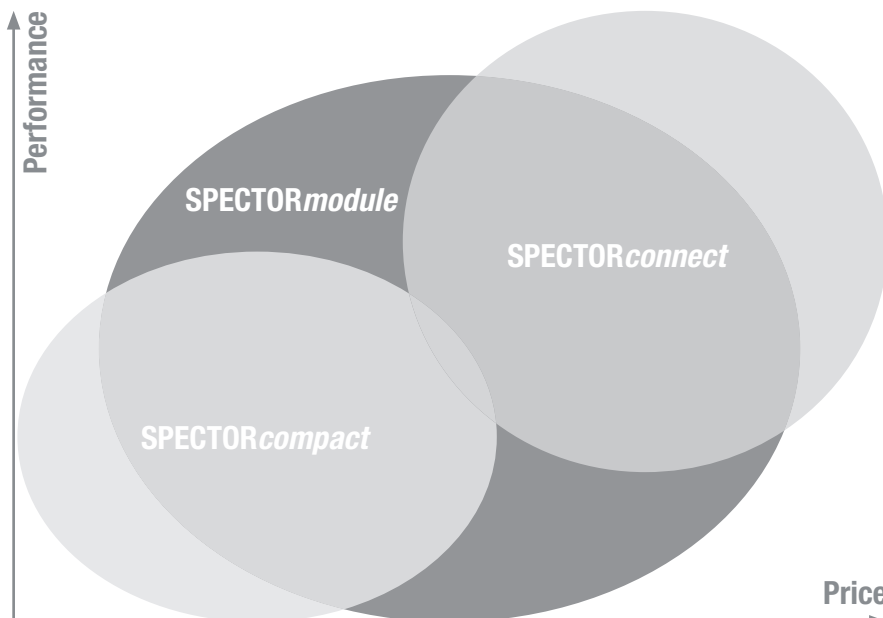 Performance
SPECTORmodule
SPECTORconnect
SPECTORcompact
Price